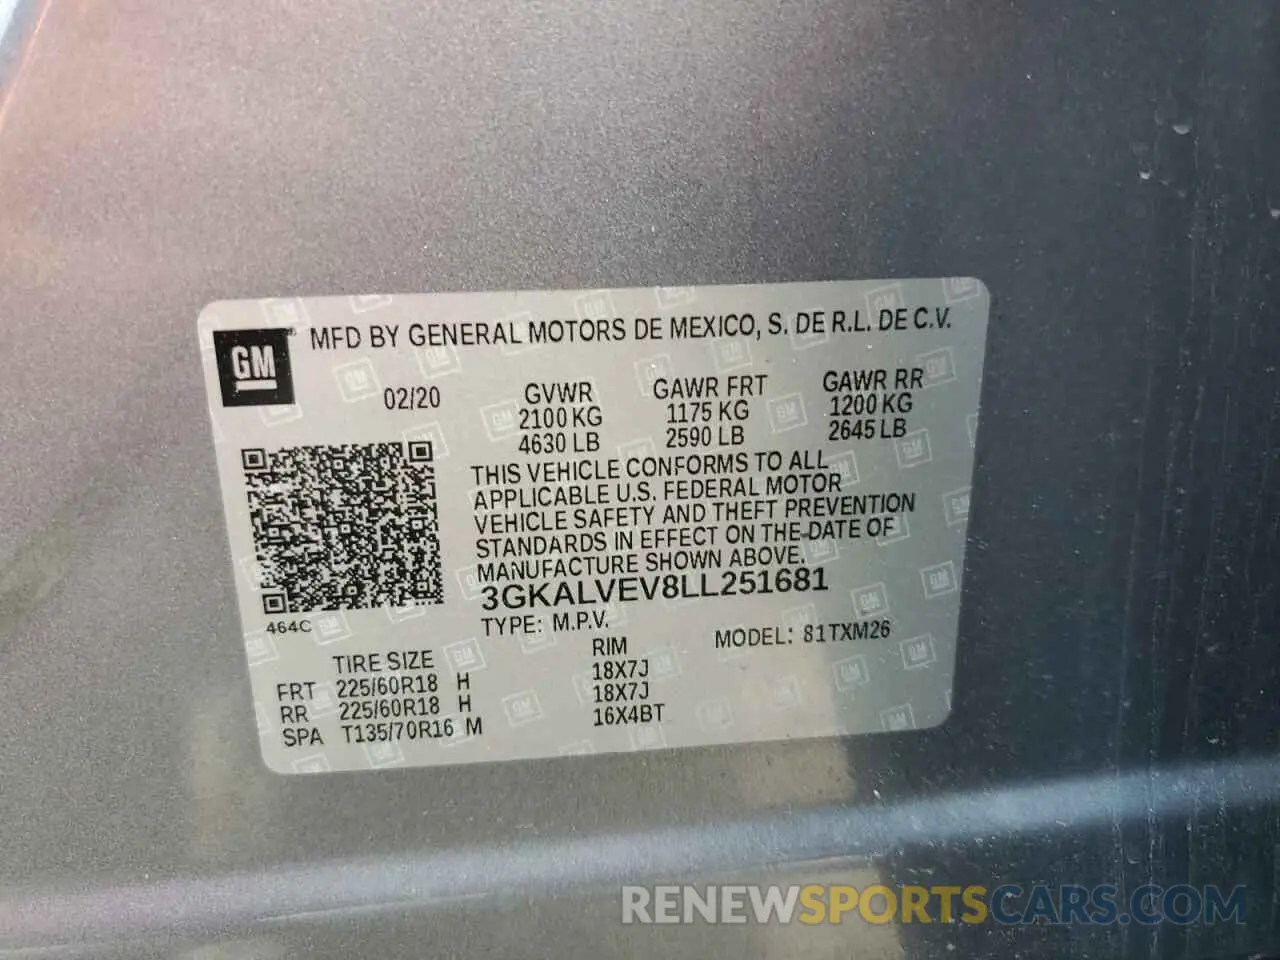 GM
MFD BY GENERAL MOTORS DE MEXICO, S. DE R.L. DE C.V.
02/20 GVWR GAWR FRT GAWR RR
2100 KG 1175 KG 1200 KG
4630 LB 2590 LB 2645 LB
THIS VEHICLE CONFORMS TO ALL
APPLICABLE U.S. FEDERAL MOTOR
VEHICLE SAFETY AND THEFT PREVENTION
STANDARDS IN EFFECT ON THE DATE OF
MANUFACTURE SHOWN ABOVE.
3GKALVEV8LL251681
464C
TYPE: M.P.V. MODEL: 81TXM26
TIRE SIZE RIM
FRT 225/60R18 H 18X7J
RR 225/60R18 H 18X7J
SPA T135/70R16 M 16X4BT
RENEWSPORTSCARS.COM